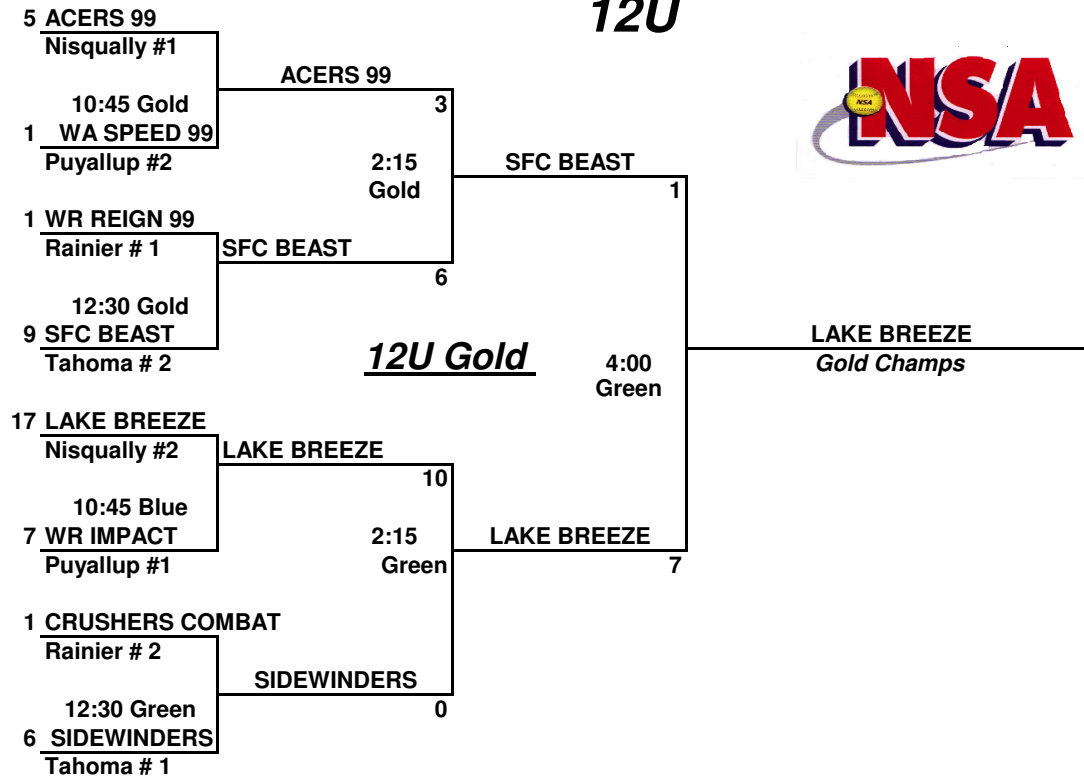 12U
5 ACERS 99
Nisqually #1
ACERS 99
10:45 Gold
3
1 WA SPEED 99
Puyallup #2
2:15
Gold
SFC BEAST
1
1 WR REIGN 99
Rainier # 1
SFC BEAST
6
12:30 Gold
9 SFC BEAST
Tahoma # 2
12U Gold
4:00
Green
LAKE BREEZE
Gold Champs
17 LAKE BREEZE
Nisqually #2
LAKE BREEZE
10
10:45 Blue
7 WR IMPACT
Puyallup #1
2:15
Green
LAKE BREEZE
7
1 CRUSHERS COMBAT
Rainier # 2
SIDEWINDERS
0
12:30 Green
6 SIDEWINDERS
Tahoma # 1
NSA
NSA